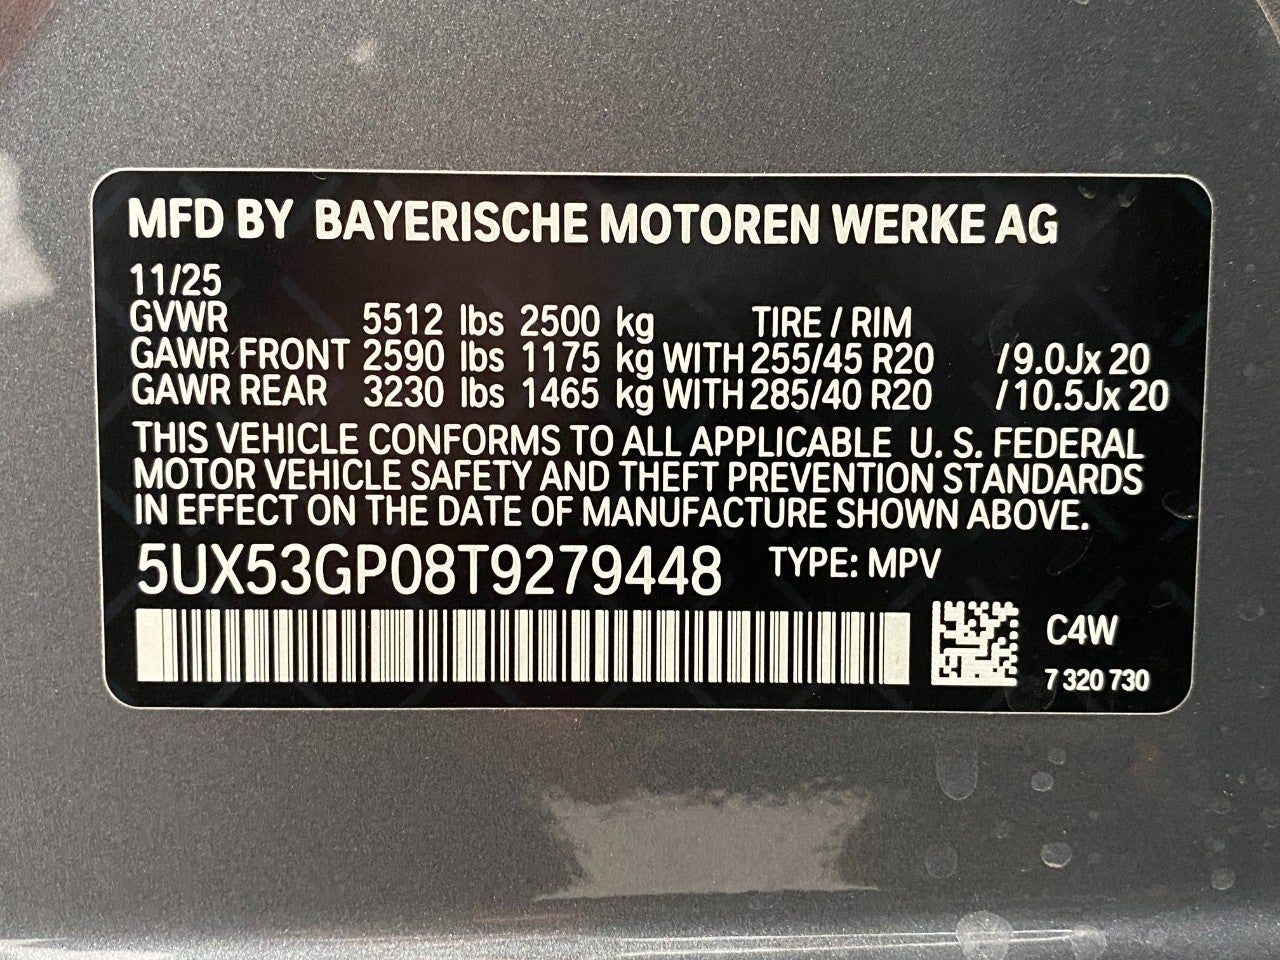 MFD BY BAYERISCHE MOTOREN WERKE AG
11/25
GVWR 5512 lbs 2500 kg TIRE / RIM
GAWR FRONT 2590 lbs 1175 kg WITH 255/45 R20 /9.0Jx 20
GAWR REAR 3230 lbs 1465 kg WITH 285/40 R20 /10.5Jx 20
THIS VEHICLE CONFORMS TO ALL APPLICABLE U. S. FEDERAL
MOTOR VEHICLE SAFETY AND THEFT PREVENTION STANDARDS
IN EFFECT ON THE DATE OF MANUFACTURE SHOWN ABOVE.
5UX53GP08T9279448 TYPE: MPV
C4W
7 320 730